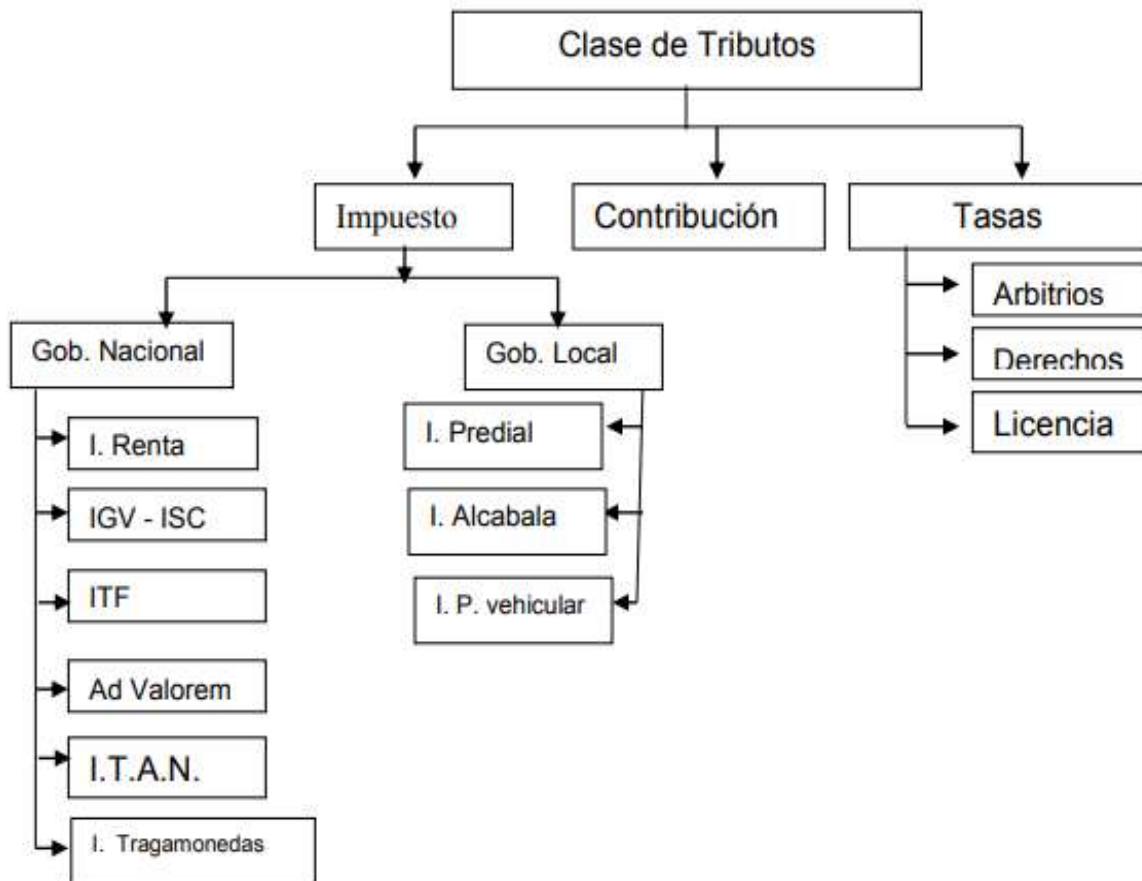 Clase de Tributos
Impuesto
Contribución
Tasas
Arbitrios
Derechos
Licencia
Gob. Nacional
Gob. Local
I. Renta
IGV - ISC
ITF
Ad Valorem
I.T.A.N.
I. Tragamonedas
I. Predial
I. Alcabala
I. P. vehicular